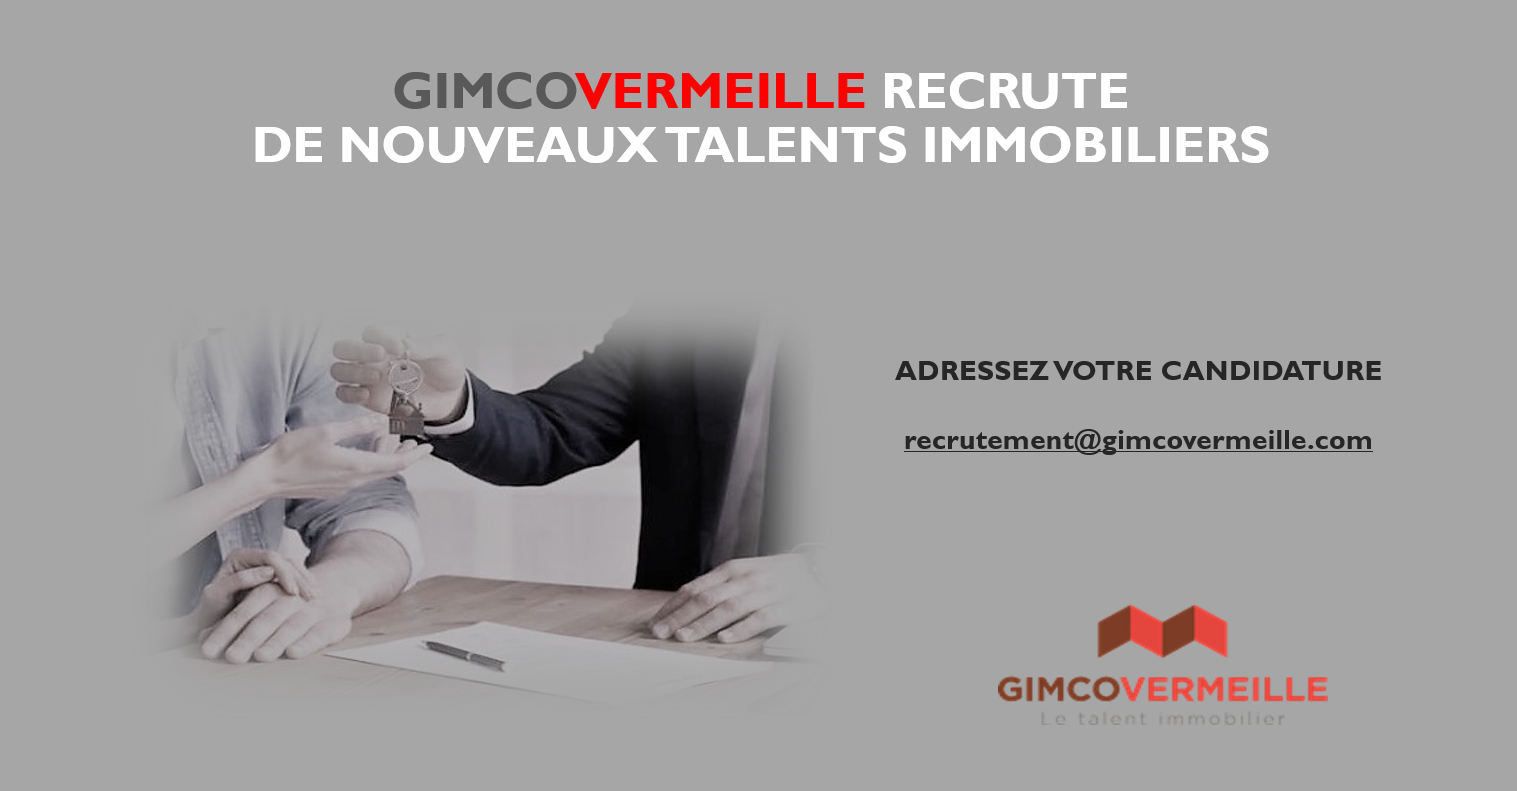 GIMCOVERMEILLE RECRUTE
DE NOUVEAUX TALENTS IMMOBILIERS
ADRESSEZ VOTRE CANDIDATURE
recrutement@gimcovermeille.com
GIMCOVERMEILLE
Le talent immobilier